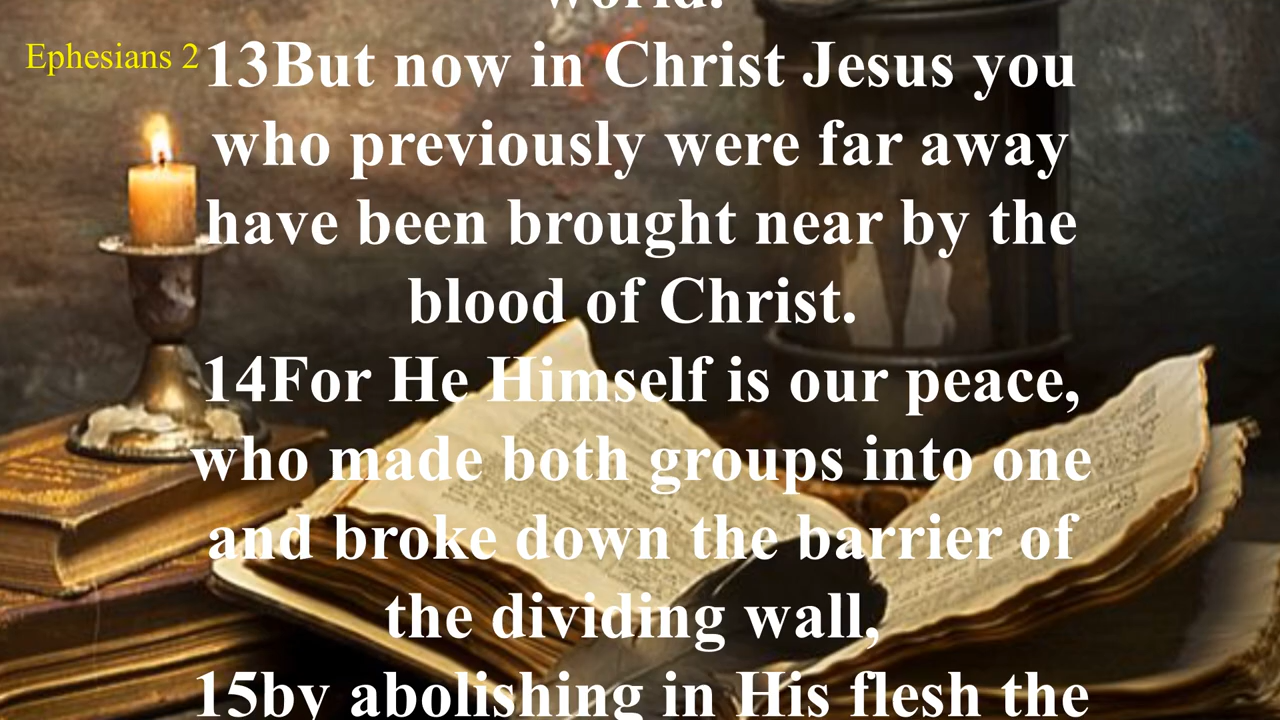 world.
Ephesians 2
13But now in Christ Jesus you
who previously were far away
have been brought near by the
blood of Christ.
14For He Himself is our peace,
who made both groups into one
and broke down the barrier of
the dividing wall,
15by abolishing in His flesh the